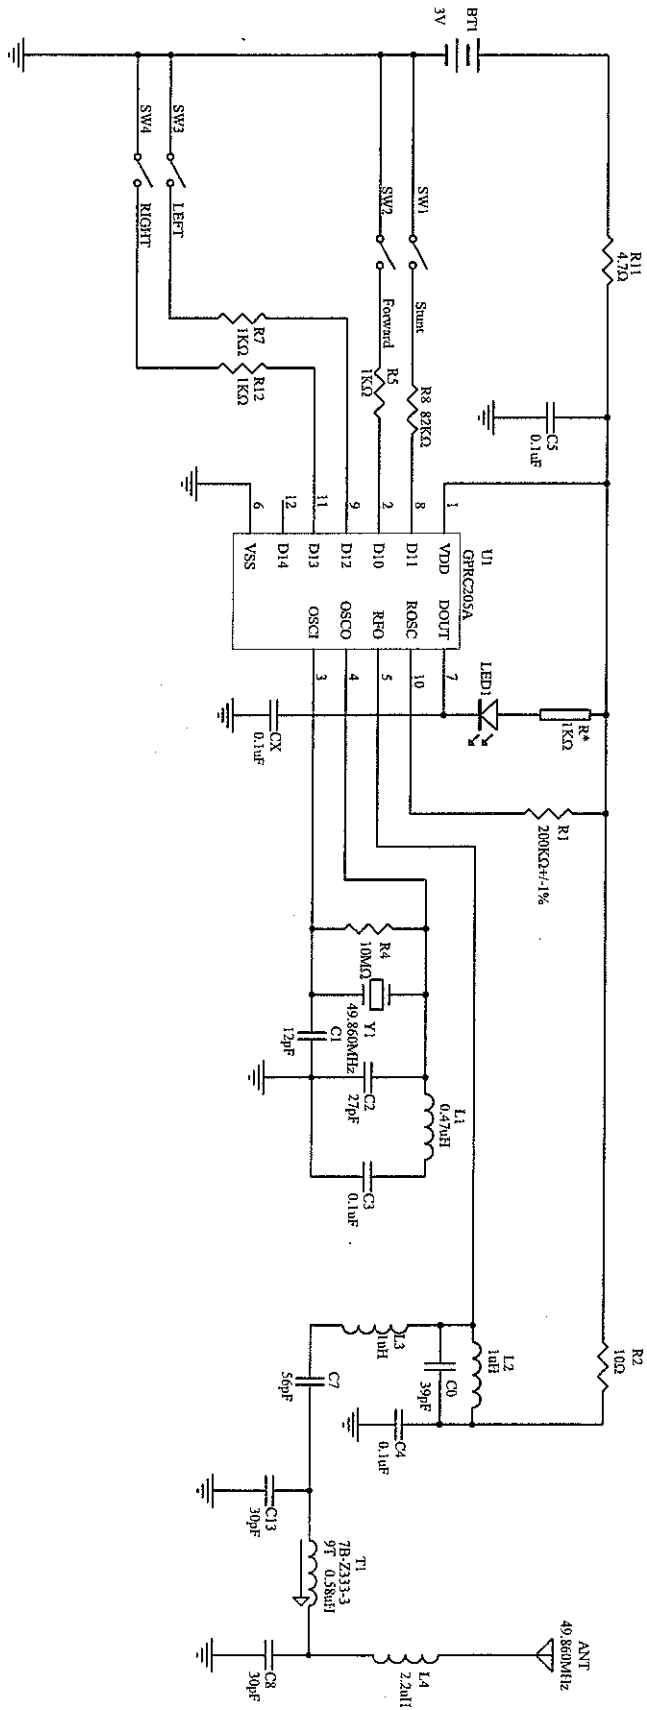 BT1
3V
R11
4.7Ω
SW3
SW4
LEFT
RIGHT
SW1
SW2
Stunt
Forward
R7
1KΩ
R12
1KΩ
R5
1KΩ
R8
82KΩ
C5
0.1uF
1
8
2
9
11
12
6
U1
GPRC205A
VDD
D11
D10
D12
D13
D14
VSS
DOUT
ROSC
RFO
OSCO
OSCI
7
10
5
4
3
LED1
R*
1KΩ
CX
0.1uF
R1
200KΩ+/-1%
R4
10MΩ
Y1
49.860MHz
C1
12pF
C2
27pF
L1
0.47uH
C3
0.1uF
R2
10Ω
L2
1uH
C0
39pF
L3
1uH
C4
0.1uF
C7
56pF
C13
30pF
T1
7B-Z333-3
9T 0.58uH
C8
30pF
L4
2.2uH
ANT
49.860MHz